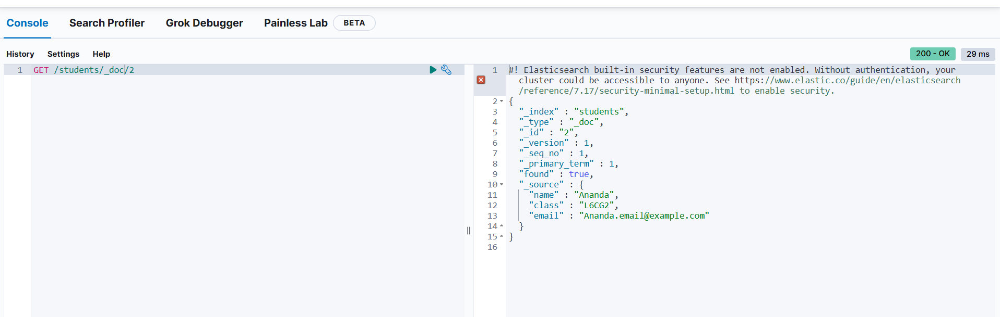 Console Search Profiler Grok Debugger Painless Lab BETA
History Settings Help
200 - OK 29 ms
1 GET /students/_doc/2
1 #! Elasticsearch built-in security features are not enabled. Without authentication, your
cluster could be accessible to anyone. See https://www.elastic.co/guide/en/elasticsearch
/reference/7.17/security-minimal-setup.html to enable security.
2 {
3 "_index" : "students",
4 "_type" : "_doc",
5 "_id" : "2",
6 "_version" : 1,
7 "_seq_no" : 1,
8 "_primary_term" : 1,
9 "found" : true,
10 "_source" : {
11 "name" : "Ananda",
12 "class" : "L6CG2",
13 "email" : "Ananda.email@example.com"
14 }
15 }
16